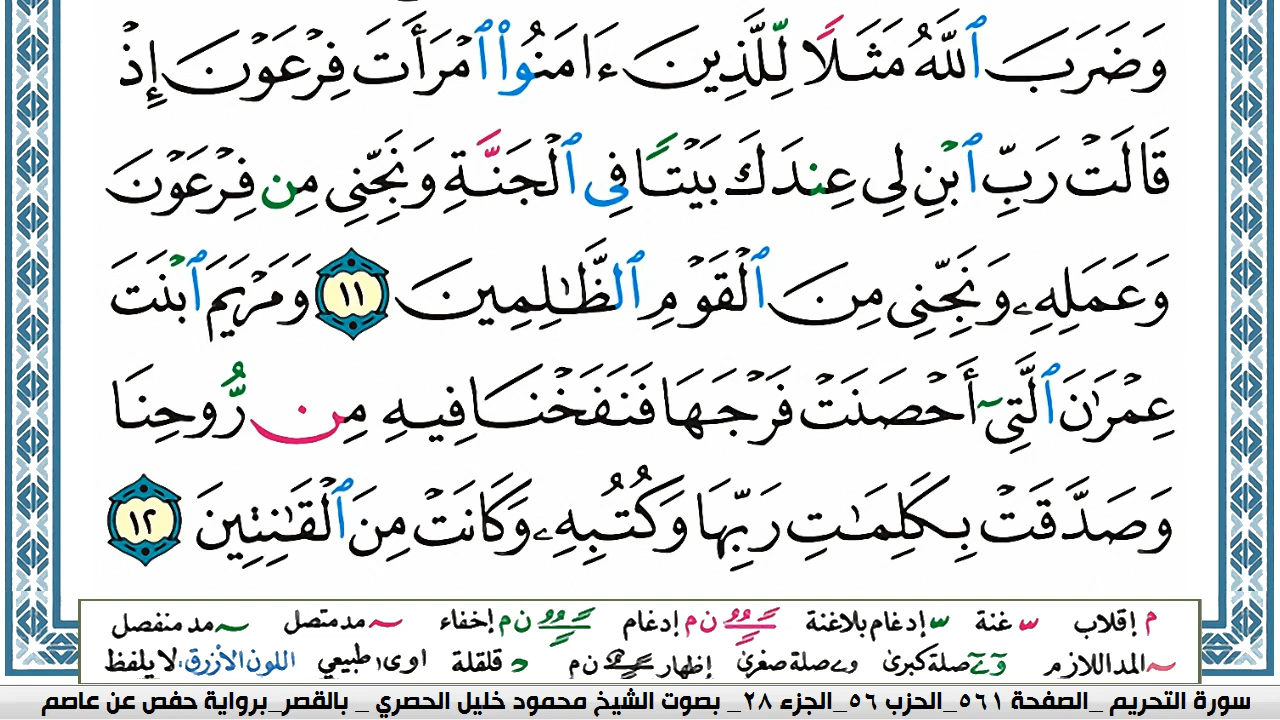 وَضَرَبَ ٱللَّهُ مَثَلًا لِّلَّذِينَ ءَامَنُوا۟ ٱمْرَأَتَ فِرْعَوْنَ إِذْ
قَالَتْ رَبِّ ٱبْنِ لِى عِندَكَ بَيْتًا فِى ٱلْجَنَّةِ وَنَجِّنِى مِن فِرْعَوْنَ
وَعَمَلِهِۦ وَنَجِّنِى مِنَ ٱلْقَوْمِ ٱلظَّـٰلِمِينَ ١١ وَمَرْيَمَ ٱبْنَتَ
عِمْرَٰنَ ٱلَّتِىٓ أَحْصَنَتْ فَرْجَهَا فَنَفَخْنَا فِيهِ مِن رُّوحِنَا
وَصَدَّقَتْ بِكَلِمَـٰتِ رَبِّهَا وَكُتُبِهِۦ وَكَانَتْ مِنَ ٱلْقَـٰنِتِينَ ١٢
م إقلاب غنة إدغام بلاغنة ن م إدغام ن م إخفاء مد متصل مد منفصل
المد اللازم صلة كبرى و ے صلة صغرى إظهار ن م قلقلة اوى، طبيعي اللون الأزرق، لا يلفظ
سورة التحريم _الصفحة ٥٦١_الحزب ٥٦_الجزء ٢٨_ بصوت الشيخ محمود خليل الحصري _ بالقصر_برواية حفص عن عاصم